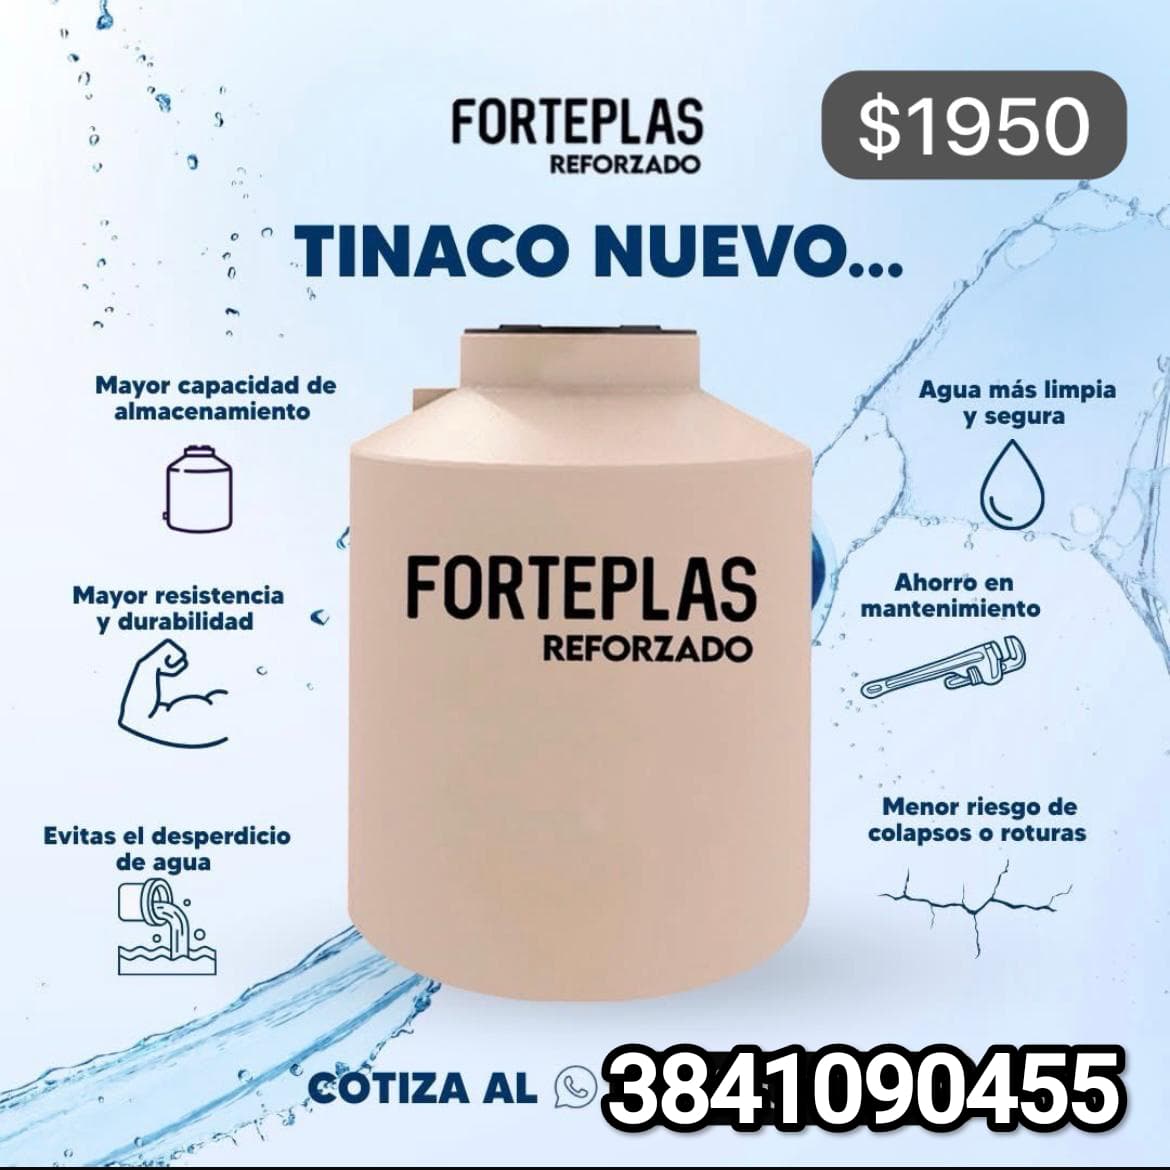 FORTEPLAS
REFORZADO
$1950
TINACO NUEVO...
Mayor capacidad de
almacenamiento
Mayor resistencia
y durabilidad
Evitas el desperdicio
de agua
FORTEPLAS
REFORZADO
Agua más limpia
y segura
Ahorro en
mantenimiento
Menor riesgo de
colapsos o roturas
COTIZA AL 3841090455